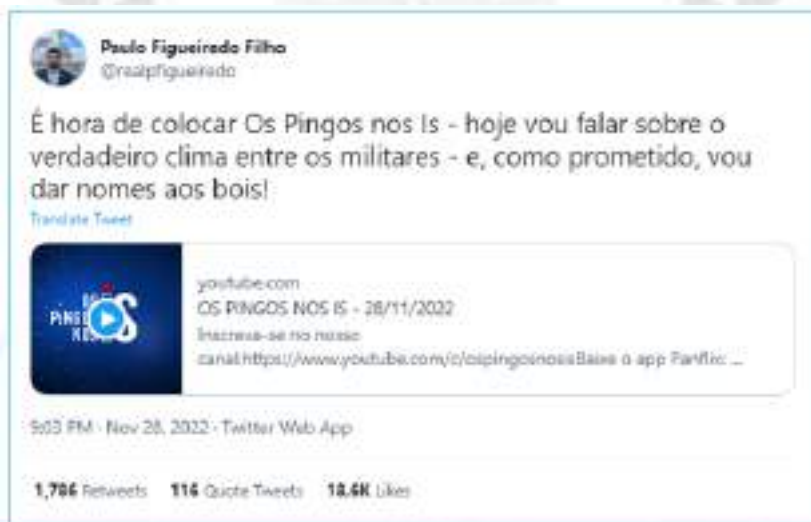 Paulo Figueiredo Filho
@realpfigueiredo
É hora de colocar Os Pingos nos Is - hoje vou falar sobre o
verdadeiro clima entre os militares - e, como prometido, vou
dar nomes aos bois!
Translate Tweet
youtube.com
OS PINGOS NOS IS - 28/11/2022
Inscreva-se no nosso
canal:https://www.youtube.com/c/ospingosnosisBaixe o app Panflix: ...
9:03 PM · Nov 28, 2022 · Twitter Web App
1,786 Retweets 116 Quote Tweets 18.6K Likes